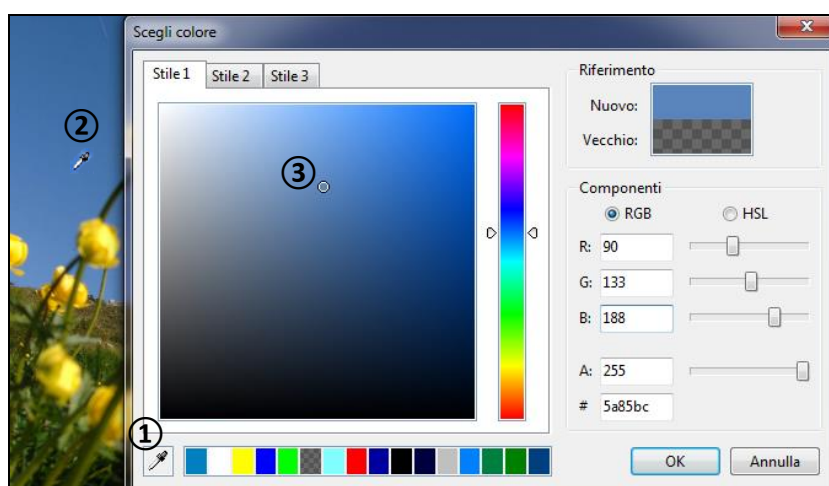 Scegli colore
Stile 1 Stile 2 Stile 3
②
③
①
Riferimento
Nuovo:
Vecchio:
Componenti
RGB HSL
R: 90
G: 133
B: 188
A: 255
# 5a85bc
OK Annulla